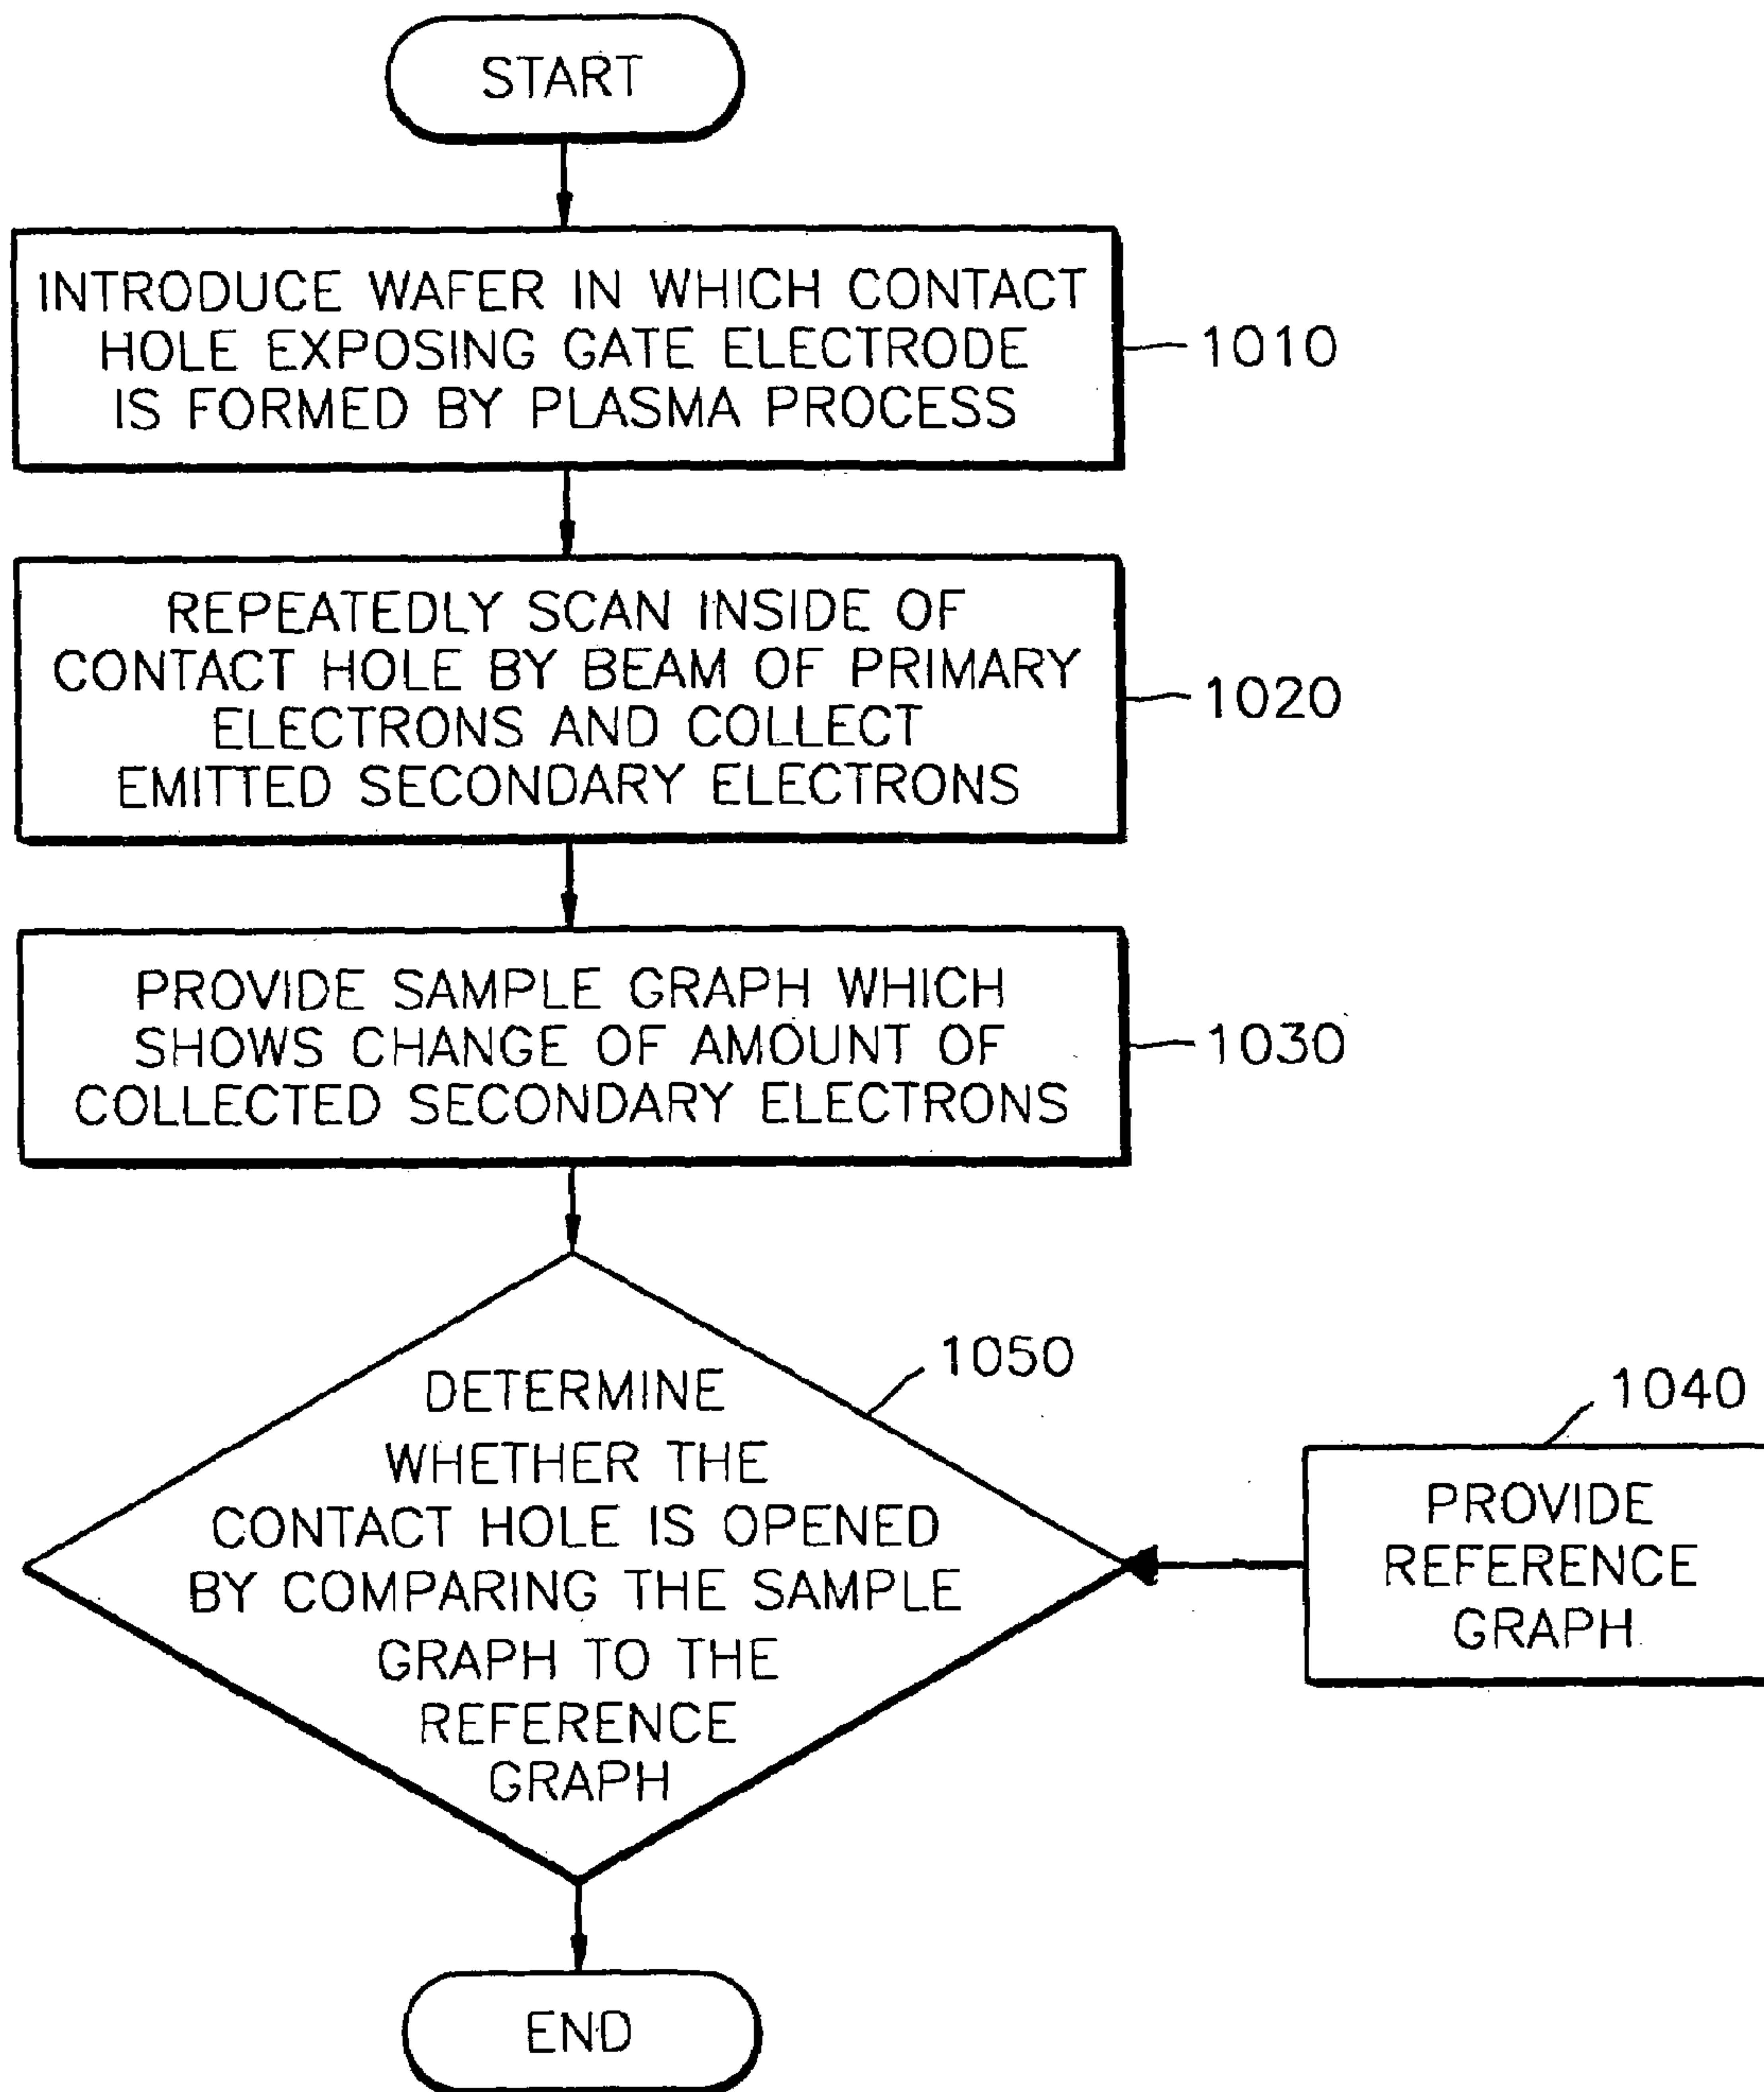 START
INTRODUCE WAFER IN WHICH CONTACT
HOLE EXPOSING GATE ELECTRODE
IS FORMED BY PLASMA PROCESS
1010
REPEATEDLY SCAN INSIDE OF
CONTACT HOLE BY BEAM OF PRIMARY
ELECTRONS AND COLLECT
EMITTED SECONDARY ELECTRONS
1020
PROVIDE SAMPLE GRAPH WHICH
SHOWS CHANGE OF AMOUNT OF
COLLECTED SECONDARY ELECTRONS
1030
1050
DETERMINE
WHETHER THE
CONTACT HOLE IS OPENED
BY COMPARING THE SAMPLE
GRAPH TO THE
REFERENCE
GRAPH
1040
PROVIDE
REFERENCE
GRAPH
END